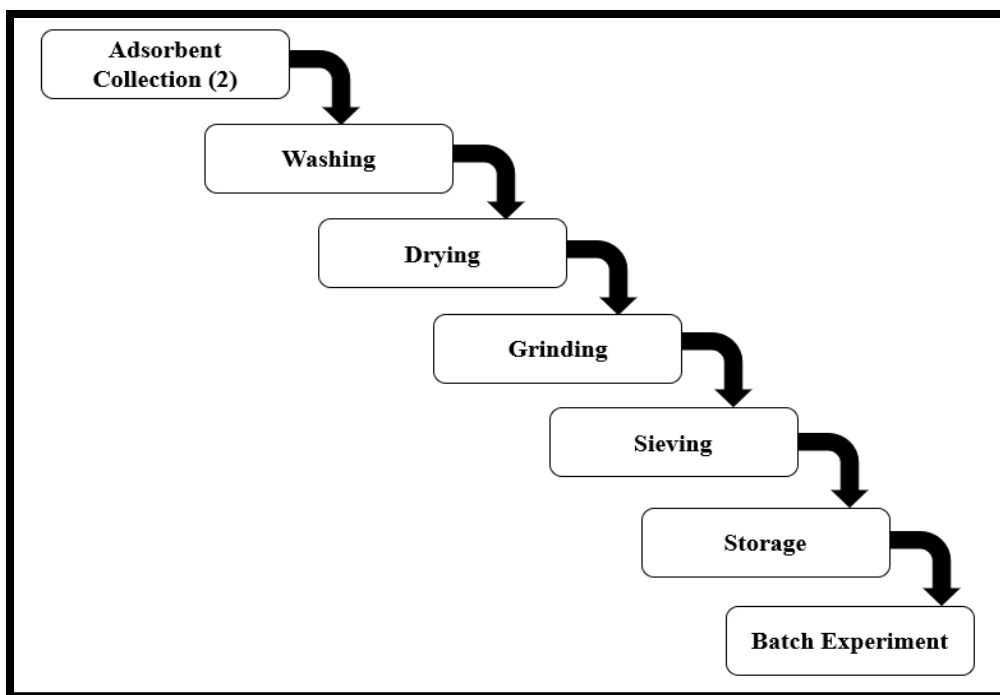 Adsorbent
Collection (2)
Washing
Drying
Grinding
Sieving
Storage
Batch Experiment